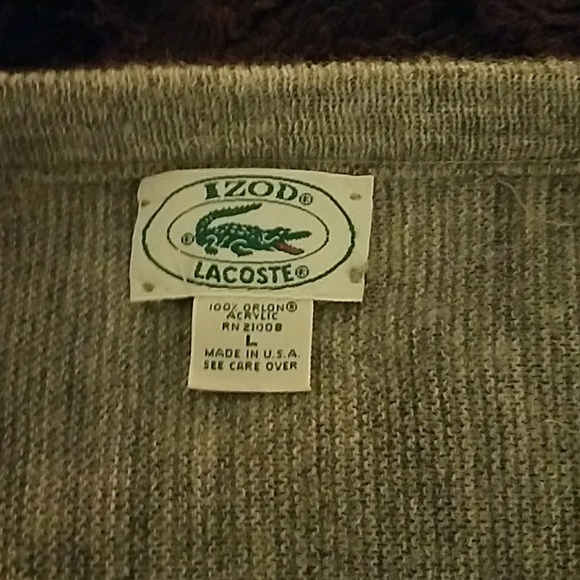 IZOD®
®
LACOSTE®
100% ORLON®
ACRYLIC
RN 21008
L
MADE IN U.S.A.
SEE CARE OVER